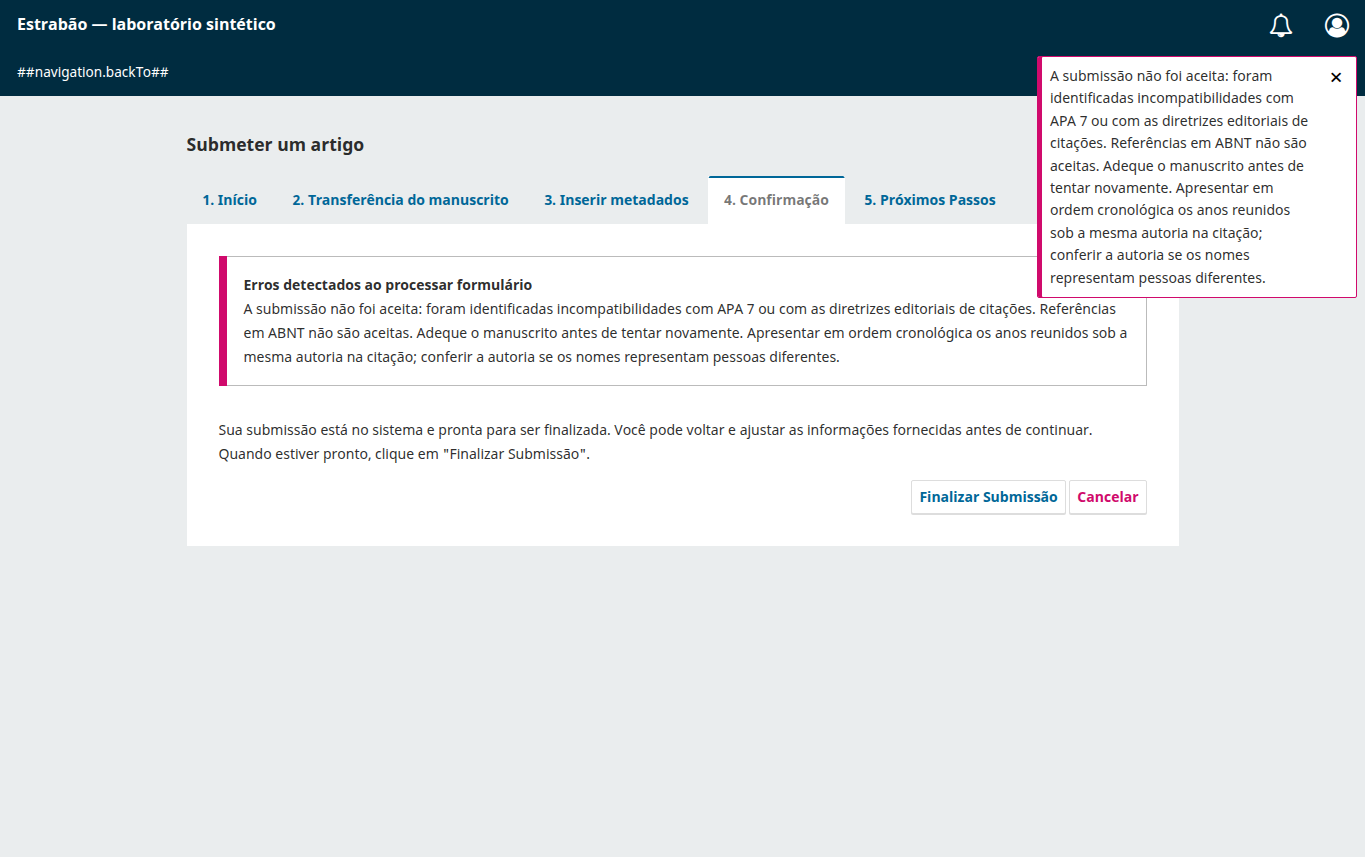 Estrabão — laboratório sintético
##navigation.backTo##
A submissão não foi aceita: foram
identificadas incompatibilidades com
APA 7 ou com as diretrizes editoriais de
citações. Referências em ABNT não são
aceitas. Adeque o manuscrito antes de
tentar novamente. Apresentar em
ordem cronológica os anos reunidos
sob a mesma autoria na citação;
conferir a autoria se os nomes
representam pessoas diferentes.
Submeter um artigo
1. Início
2. Transferência do manuscrito
3. Inserir metadados
4. Confirmação
5. Próximos Passos
Erros detectados ao processar formulário
A submissão não foi aceita: foram identificadas incompatibilidades com APA 7 ou com as diretrizes editoriais de citações. Referências
em ABNT não são aceitas. Adeque o manuscrito antes de tentar novamente. Apresentar em ordem cronológica os anos reunidos sob a
mesma autoria na citação; conferir a autoria se os nomes representam pessoas diferentes.
Sua submissão está no sistema e pronta para ser finalizada. Você pode voltar e ajustar as informações fornecidas antes de continuar.
Quando estiver pronto, clique em "Finalizar Submissão".
Finalizar Submissão
Cancelar